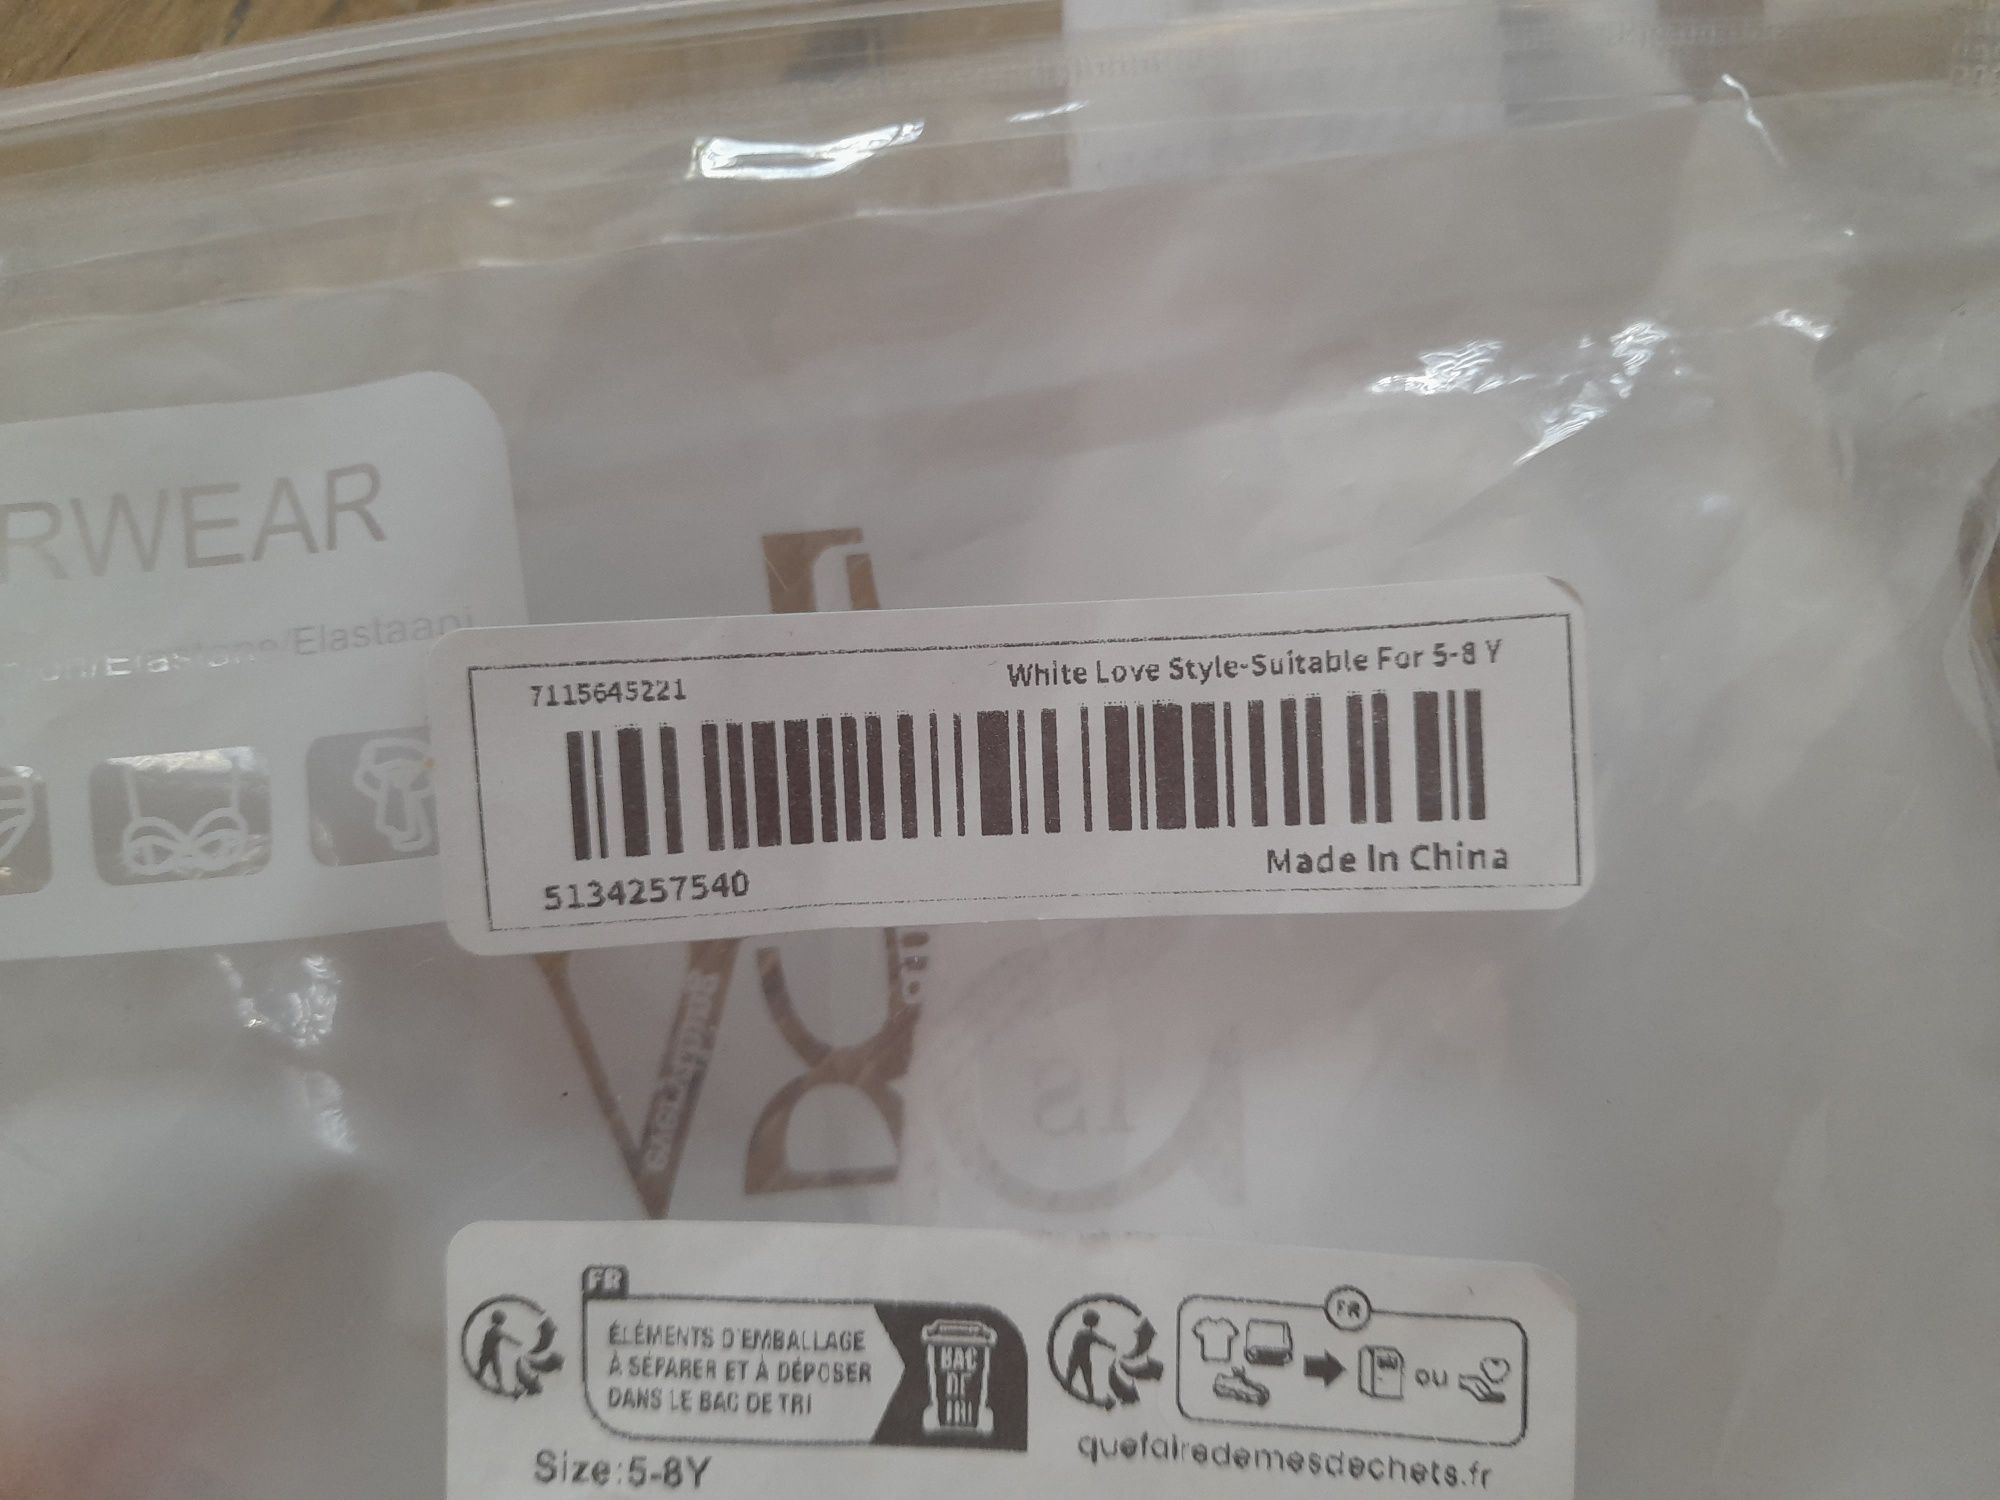 RWEAR
Elastaani
7115645221
White Love Style-Suitable For 5-8 Y
5134257540
Made In China
FR
ÉLÉMENTS D'EMBALLAGE
À SÉPARER ET À DÉPOSER
DANS LE BAC DE TRI
BAC
DE
TRI
FR
OU
quefairedemesdechets.fr
Size:5-8Y